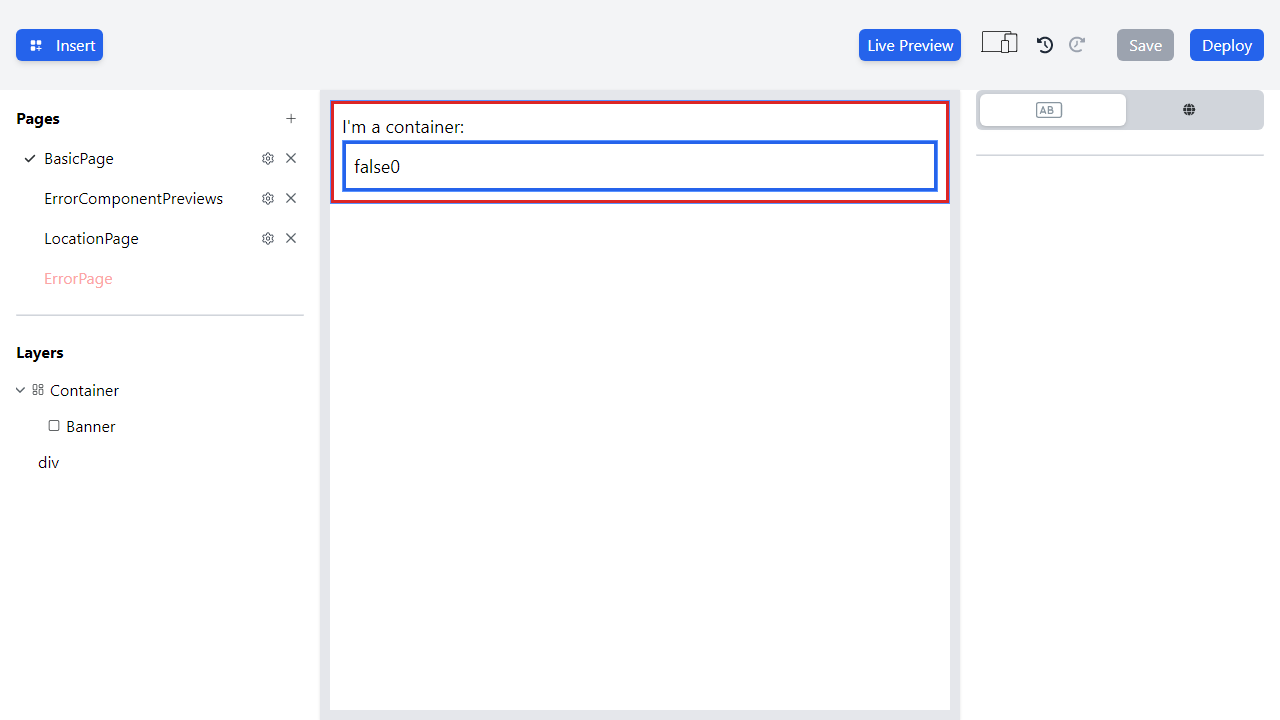 Insert
Live Preview
Save
Deploy
Pages
BasicPage
ErrorComponentPreviews
LocationPage
ErrorPage
Layers
Container
Banner
div
I'm a container:
false0
AB